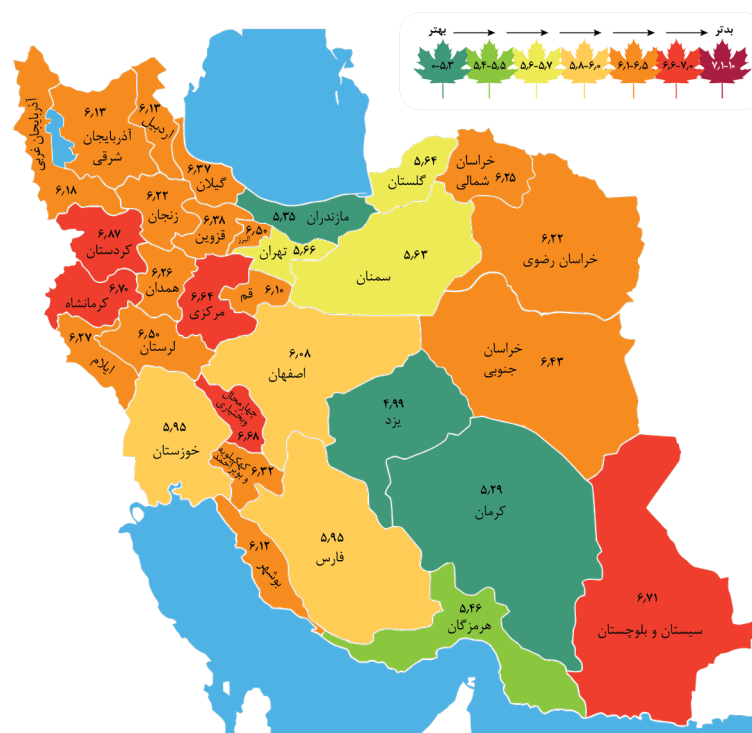 بهتر
بدتر
۰-۵٫۳
۵٫۴-۵٫۵
۵٫۶-۵٫۷
۵٫۸-۶٫۰
۶٫۱-۶٫۵
۶٫۶-۷٫۰
۷٫۱-۱۰
آذربایجان غربی
۶٫۱۸
۶٫۱۳
آذربایجان
شرقی
۶٫۱۳
اردبیل
۶٫۳۷
گیلان
۶٫۲۲
زنجان
۶٫۸۷
کردستان
۶٫۳۸
قزوین
۶٫۵۰
البرز
۵٫۳۵
مازندران
۵٫۶۴
گلستان
خراسان
شمالی
۶٫۲۵
۶٫۲۲
خراسان رضوی
تهران
۵٫۶۶
۵٫۶۳
سمنان
۶٫۷۰
کرمانشاه
۶٫۲۶
همدان
۶٫۶۴
مرکزی
قم
۶٫۱۰
۶٫۲۷
ایلام
۶٫۵۰
لرستان
۶٫۰۸
اصفهان
خراسان
جنوبی
۶٫۴۳
۴٫۹۹
یزد
۵٫۹۵
خوزستان
چهارمحال
وبختیاری
۶٫۶۸
کهکیلویه
و بویراحمد
۶٫۳۲
۵٫۲۹
کرمان
۵٫۹۵
فارس
۶٫۱۲
بوشهر
۵٫۴۶
هرمزگان
۶٫۷۱
سیستان و بلوچستان